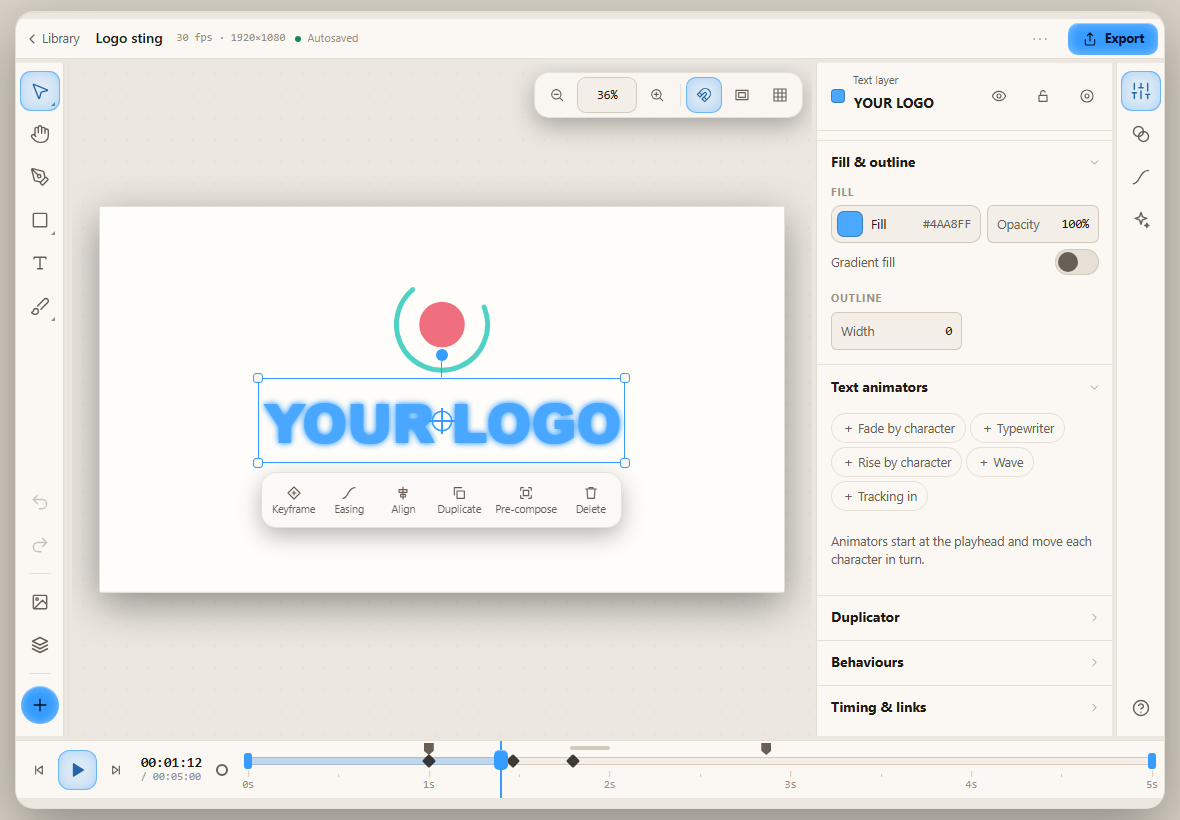 Library
Logo sting
30 fps · 1920×1080
Autosaved
Export
36%
Text layer
YOUR LOGO
Fill & outline
FILL
Fill
#4AA8FF
Opacity
100%
Gradient fill
OUTLINE
Width
0
Text animators
+ Fade by character
+ Typewriter
+ Rise by character
+ Wave
+ Tracking in
Animators start at the playhead and move each
character in turn.
Duplicator
Behaviours
Timing & links
YOUR LOGO
Keyframe
Easing
Align
Duplicate
Pre-compose
Delete
00:01:12
/ 00:05:00
0s
1s
2s
3s
4s
5s